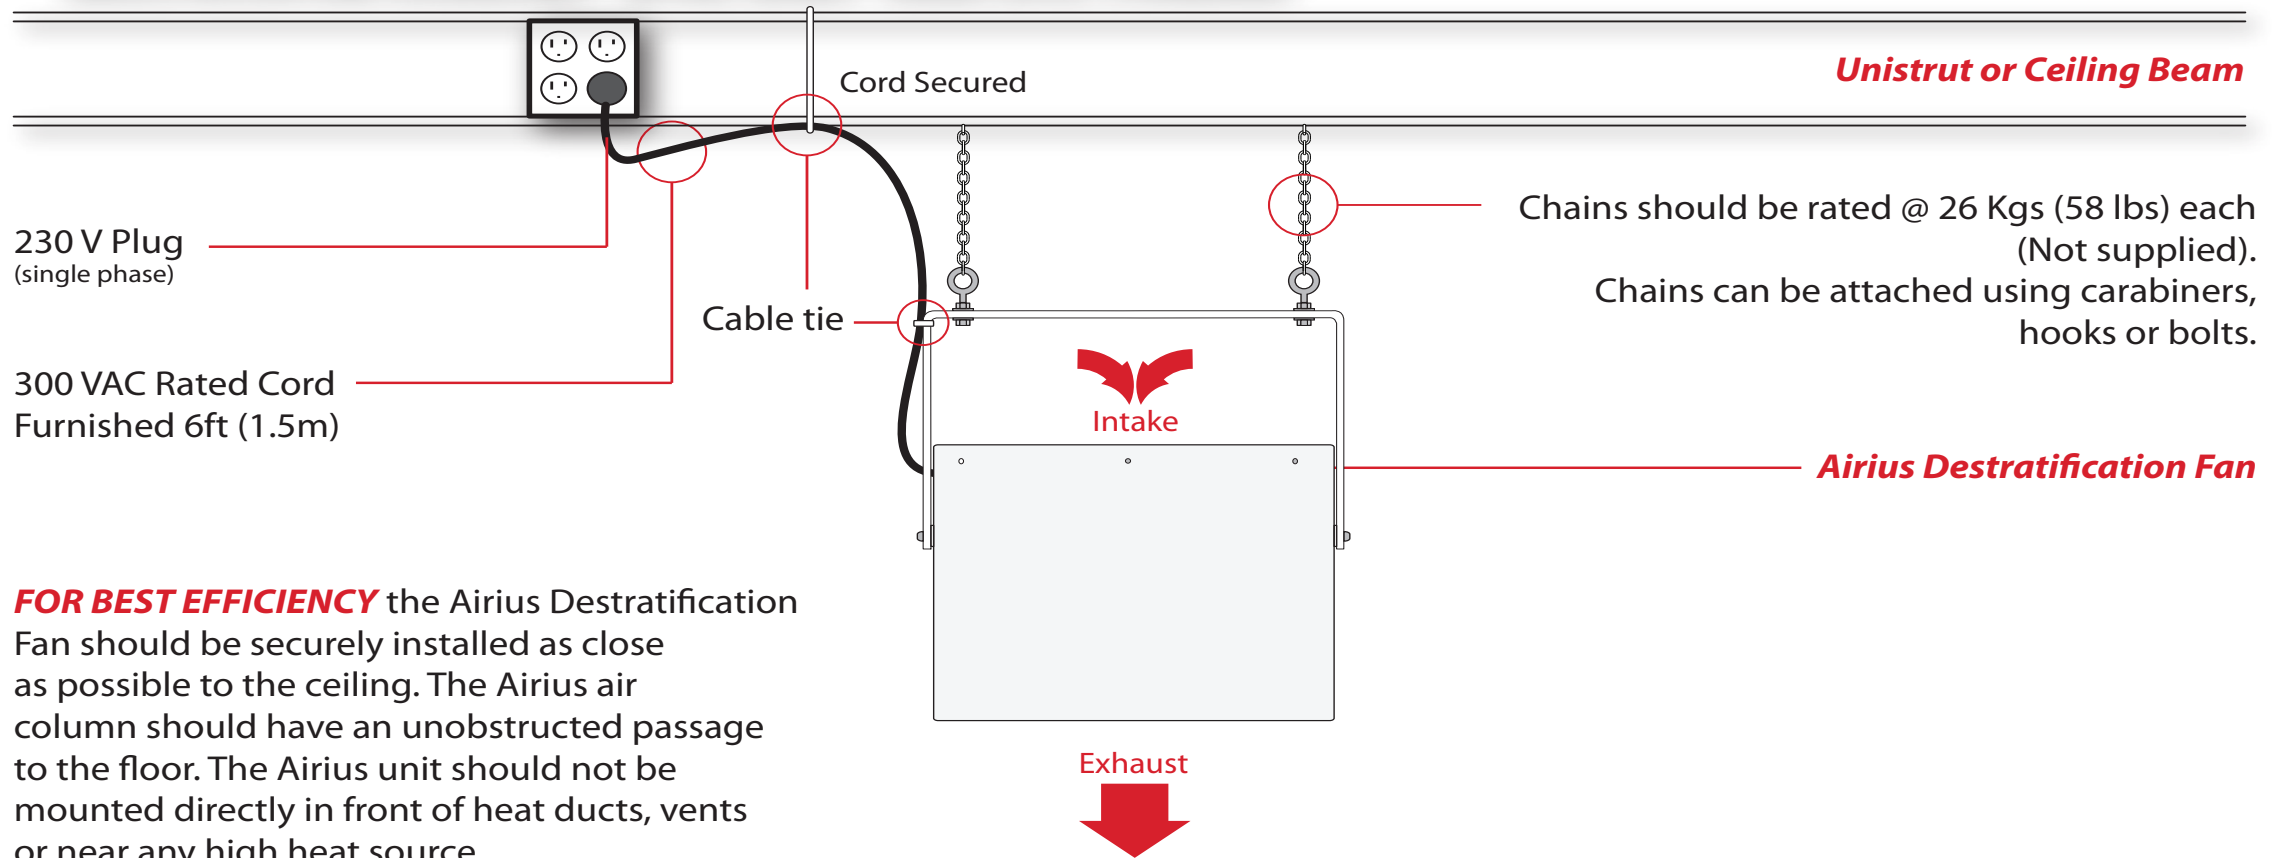 Cord Secured
Unistrut or Ceiling Beam
230 V Plug
(single phase)
Chains should be rated @ 26 Kgs (58 lbs) each
(Not supplied).
Chains can be attached using carabiners,
hooks or bolts.
Cable tie
300 VAC Rated Cord
Furnished 6ft (1.5m)
Intake
Airius Destratification Fan
FOR BEST EFFICIENCY the Airius Destratification
Fan should be securely installed as close
as possible to the ceiling. The Airius air
column should have an unobstructed passage
to the floor. The Airius unit should not be
mounted directly in front of heat ducts, vents
or near any high heat source
Exhaust